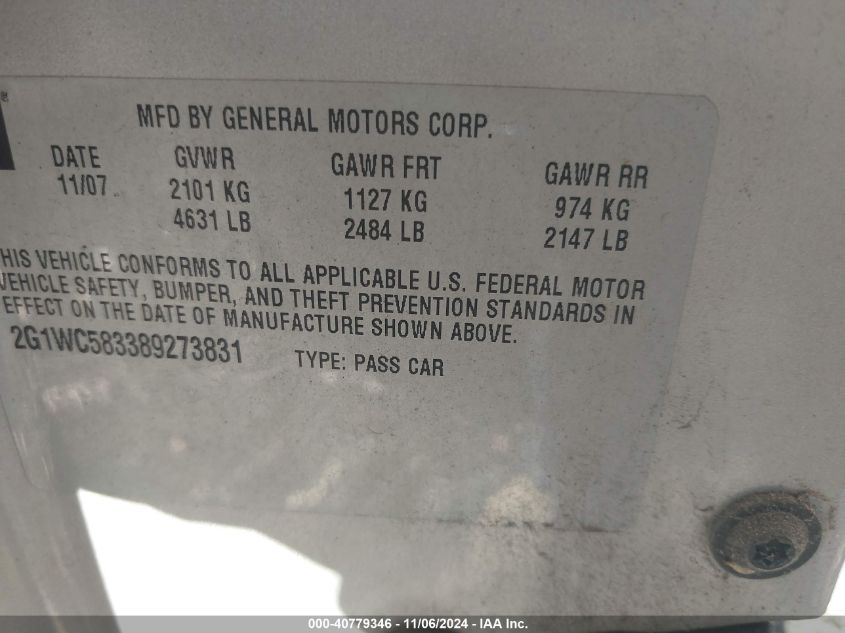 ®
MFD BY GENERAL MOTORS CORP.
DATE GVWR GAWR FRT GAWR RR
11/07 2101 KG 1127 KG 974 KG
4631 LB 2484 LB 2147 LB
HIS VEHICLE CONFORMS TO ALL APPLICABLE U.S. FEDERAL MOTOR
VEHICLE SAFETY, BUMPER, AND THEFT PREVENTION STANDARDS IN
EFFECT ON THE DATE OF MANUFACTURE SHOWN ABOVE.
2G1WC583389273831 TYPE: PASS CAR
000-40779346 - 11/06/2024 - IAA Inc.